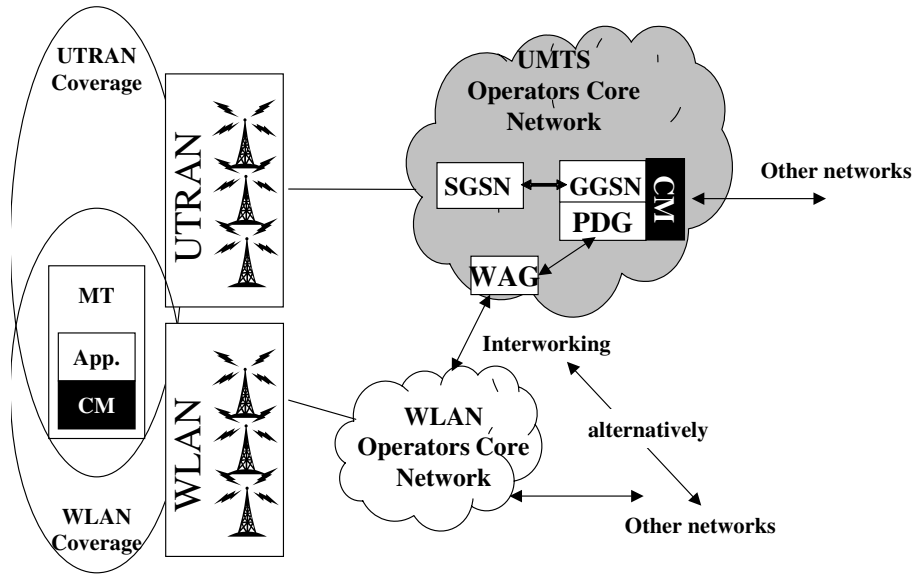 UTRAN
Coverage
UTRAN
UMTS
Operators Core
Network
SGSN
GGSN
PDG
CM
Other networks
WAG
MT
App.
CM
Interworking
WLAN
WLAN
Operators Core
Network
alternatively
WLAN
Coverage
Other networks